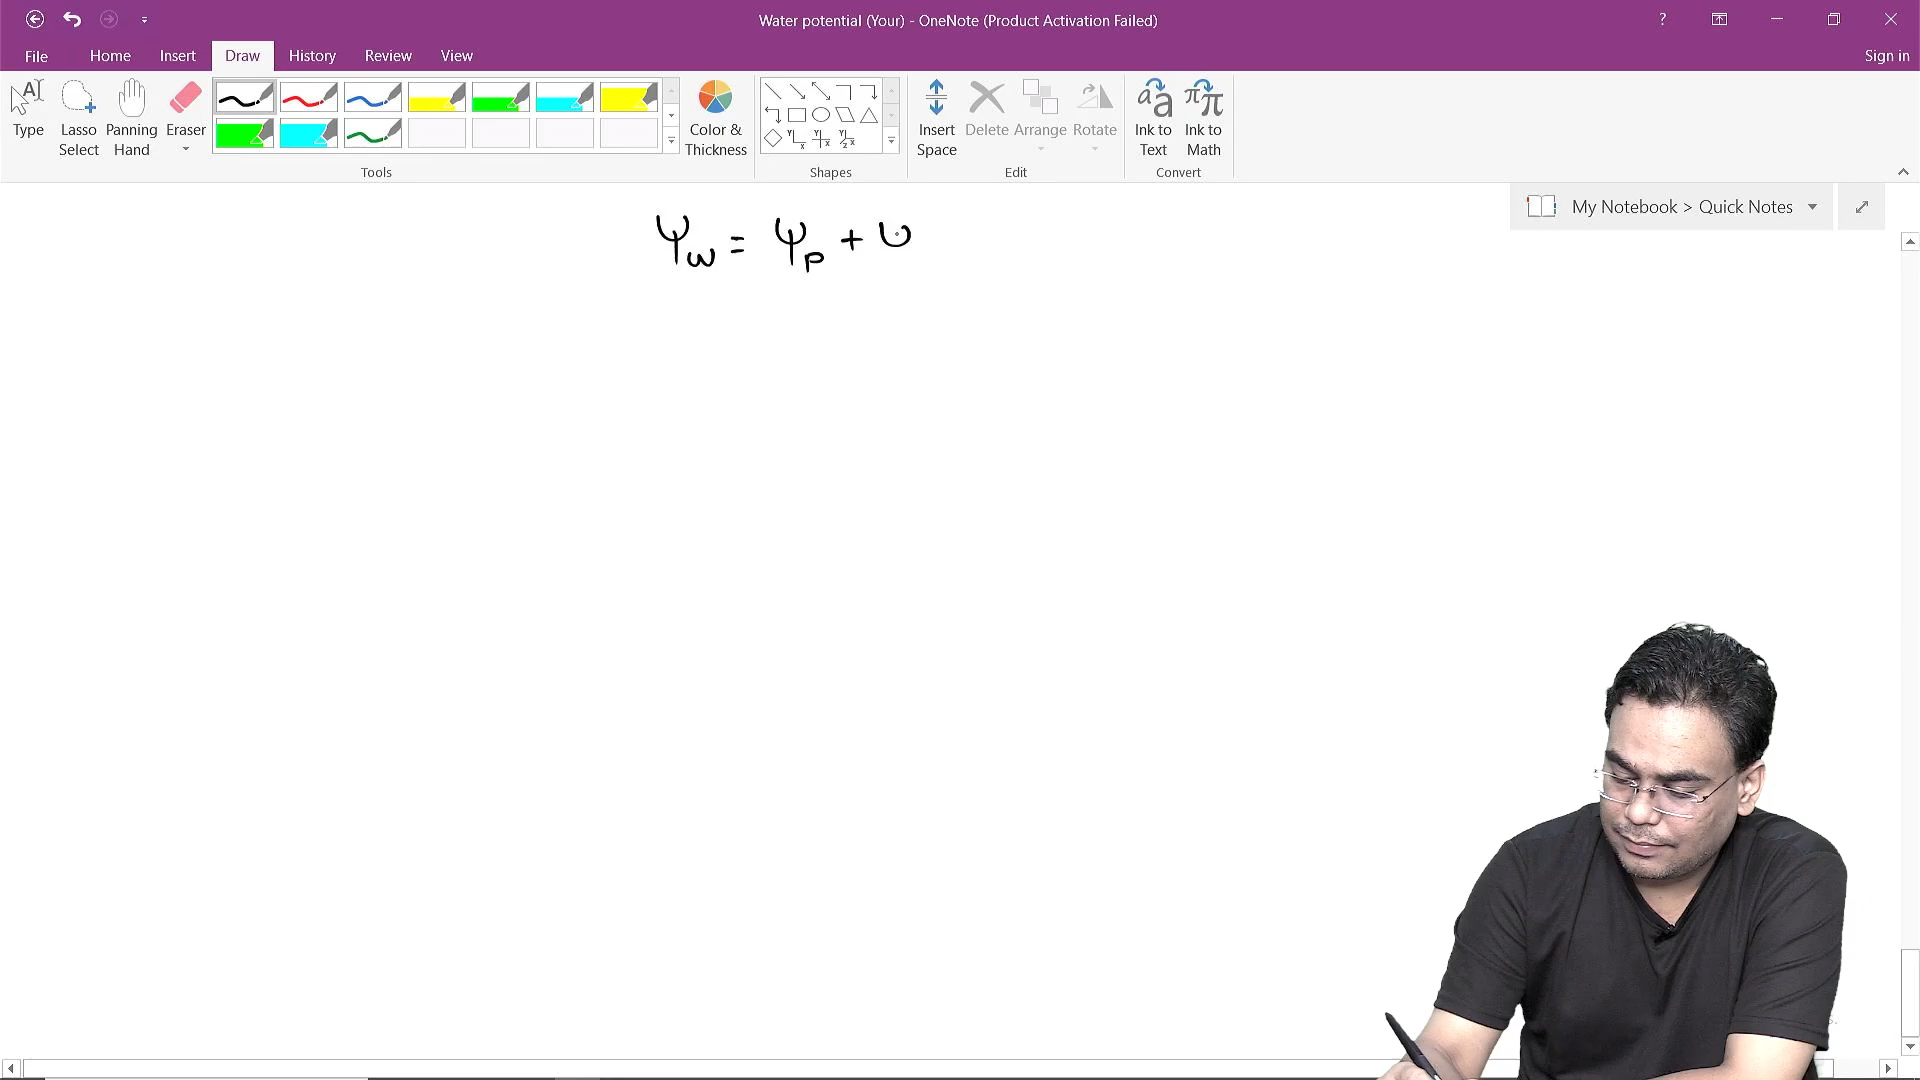 Water potential (Your) - OneNote (Product Activation Failed)
?
File Home Insert Draw History Review View Sign in
Type Lasso Select Panning Hand Eraser Color & Thickness Insert Space Delete Arrange Rotate Ink to Text Ink to Math
Tools Shapes Edit Convert
My Notebook > Quick Notes
Ψw = Ψp +